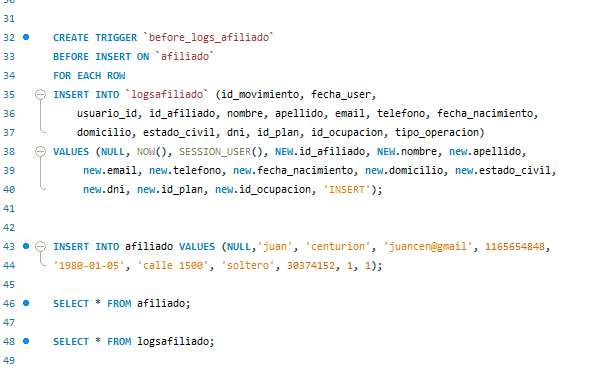 31
32 CREATE TRIGGER `before_logs_afiliado`
33 BEFORE INSERT ON `afiliado`
34 FOR EACH ROW
35 INSERT INTO `logsafiliado` (id_movimiento, fecha_user,
36 usuario_id, id_afiliado, nombre, apellido, email, telefono, fecha_nacimiento,
37 domicilio, estado_civil, dni, id_plan, id_ocupacion, tipo_operacion)
38 VALUES (NULL, NOW(), SESSION_USER(), NEW.id_afiliado, NEW.nombre, new.apellido,
39 new.email, new.telefono, new.fecha_nacimiento, new.domicilio, new.estado_civil,
40 new.dni, new.id_plan, new.id_ocupacion, 'INSERT');
41
42
43 INSERT INTO afiliado VALUES (NULL,'juan', 'centurion', 'juancen@gmail', 1165654848,
44 '1980-01-05', 'calle 1500', 'soltero', 30374152, 1, 1);
45
46 SELECT * FROM afiliado;
47
48 SELECT * FROM logsafiliado;
49